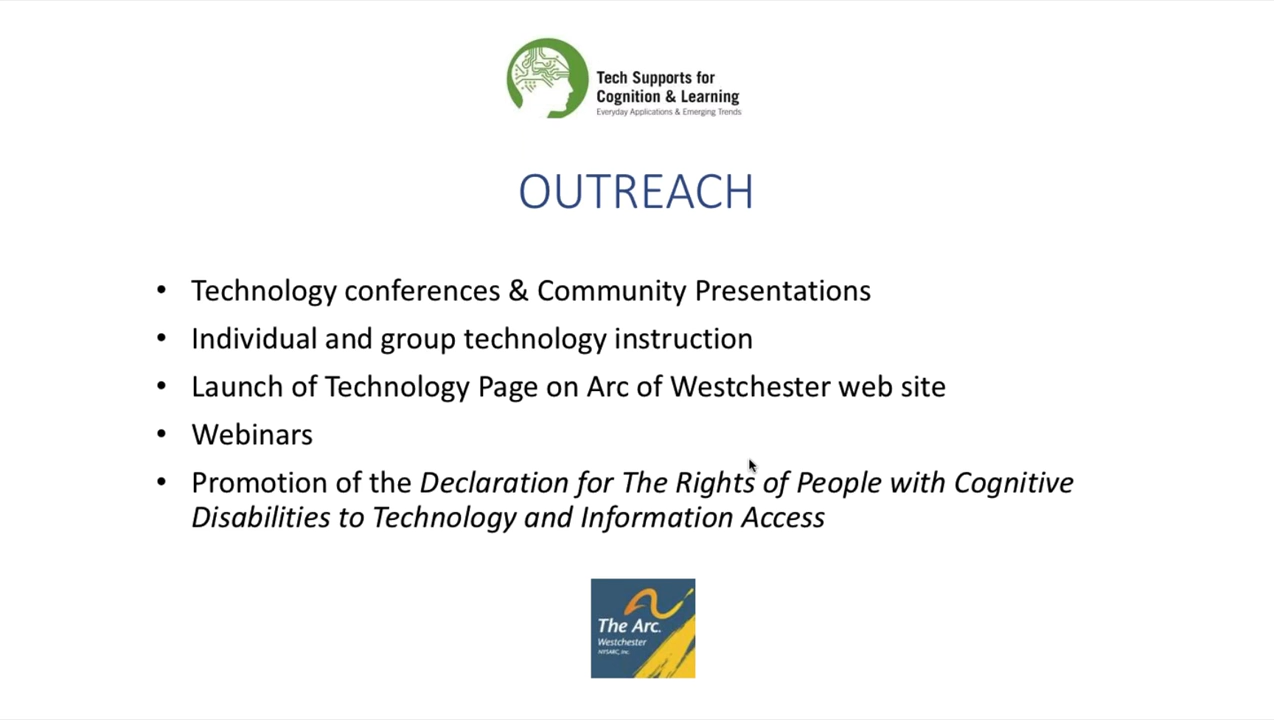 Tech Supports for
Cognition & Learning
Everyday Applications & Emerging Trends
OUTREACH
• Technology conferences & Community Presentations
• Individual and group technology instruction
• Launch of Technology Page on Arc of Westchester web site
• Webinars
• Promotion of the Declaration for The Rights of People with Cognitive
Disabilities to Technology and Information Access
The Arc.
Westchester
NYSARC, Inc.